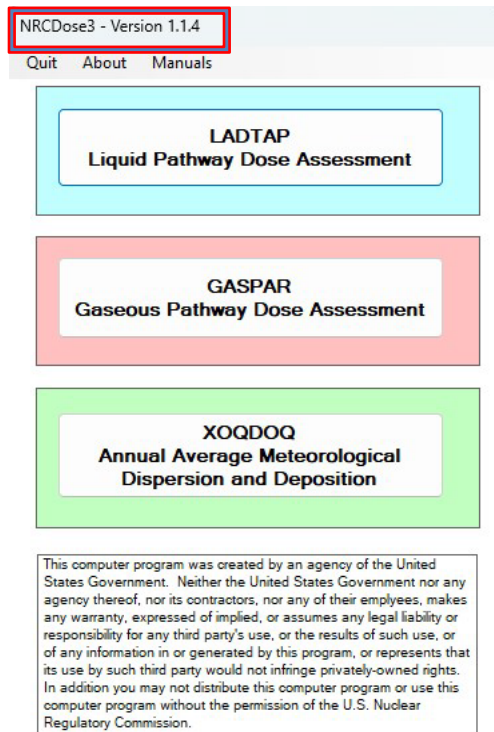 NRCDose3 - Version 1.1.4
Quit About Manuals
LADTAP
Liquid Pathway Dose Assessment
GASPAR
Gaseous Pathway Dose Assessment
XOQDOQ
Annual Average Meteorological
Dispersion and Deposition
This computer program was created by an agency of the United
States Government. Neither the United States Government nor any
agency thereof, nor its contractors, nor any of their emplyees, makes
any warranty, expressed of implied, or assumes any legal liability or
responsibility for any third party's use, or the results of such use, or
of any information in or generated by this program, or represents that
its use by such third party would not infringe privately-owned rights.
In addition you may not distribute this computer program or use this
computer program without the permission of the U.S. Nuclear
Regulatory Commission.